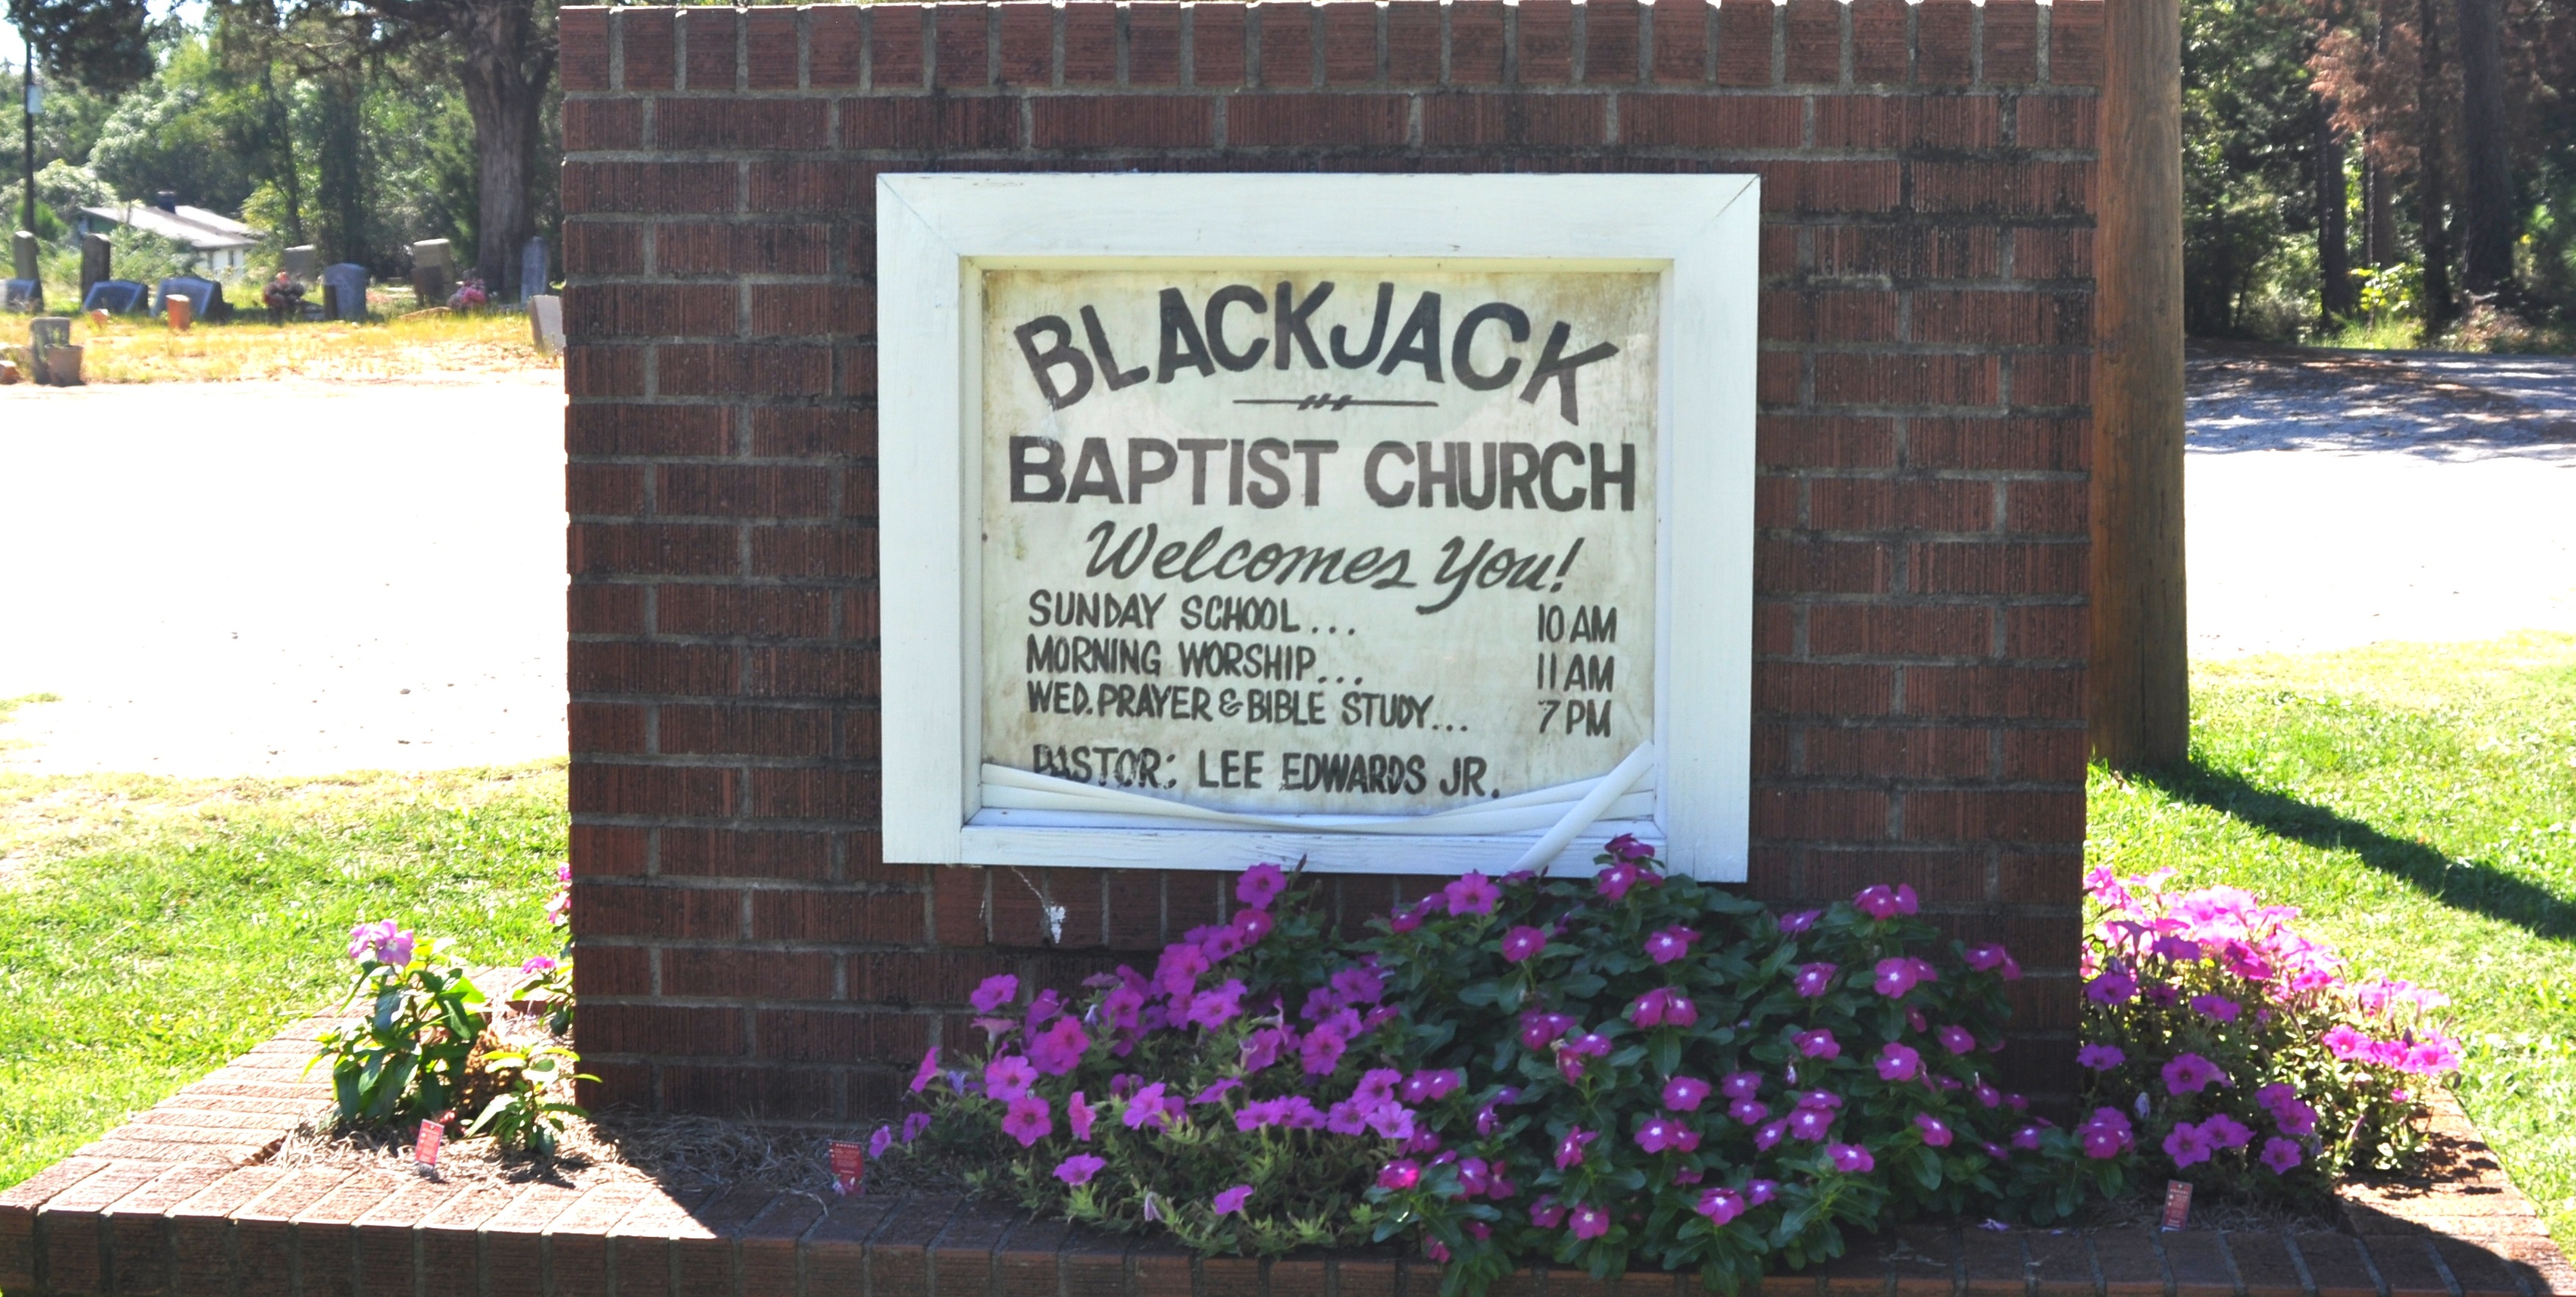 BLACKJACK
BAPTIST CHURCH
Welcomes You!
SUNDAY SCHOOL... 10 AM
MORNING WORSHIP... 11 AM
WED. PRAYER & BIBLE STUDY... 7 PM
PASTOR: LEE EDWARDS JR.